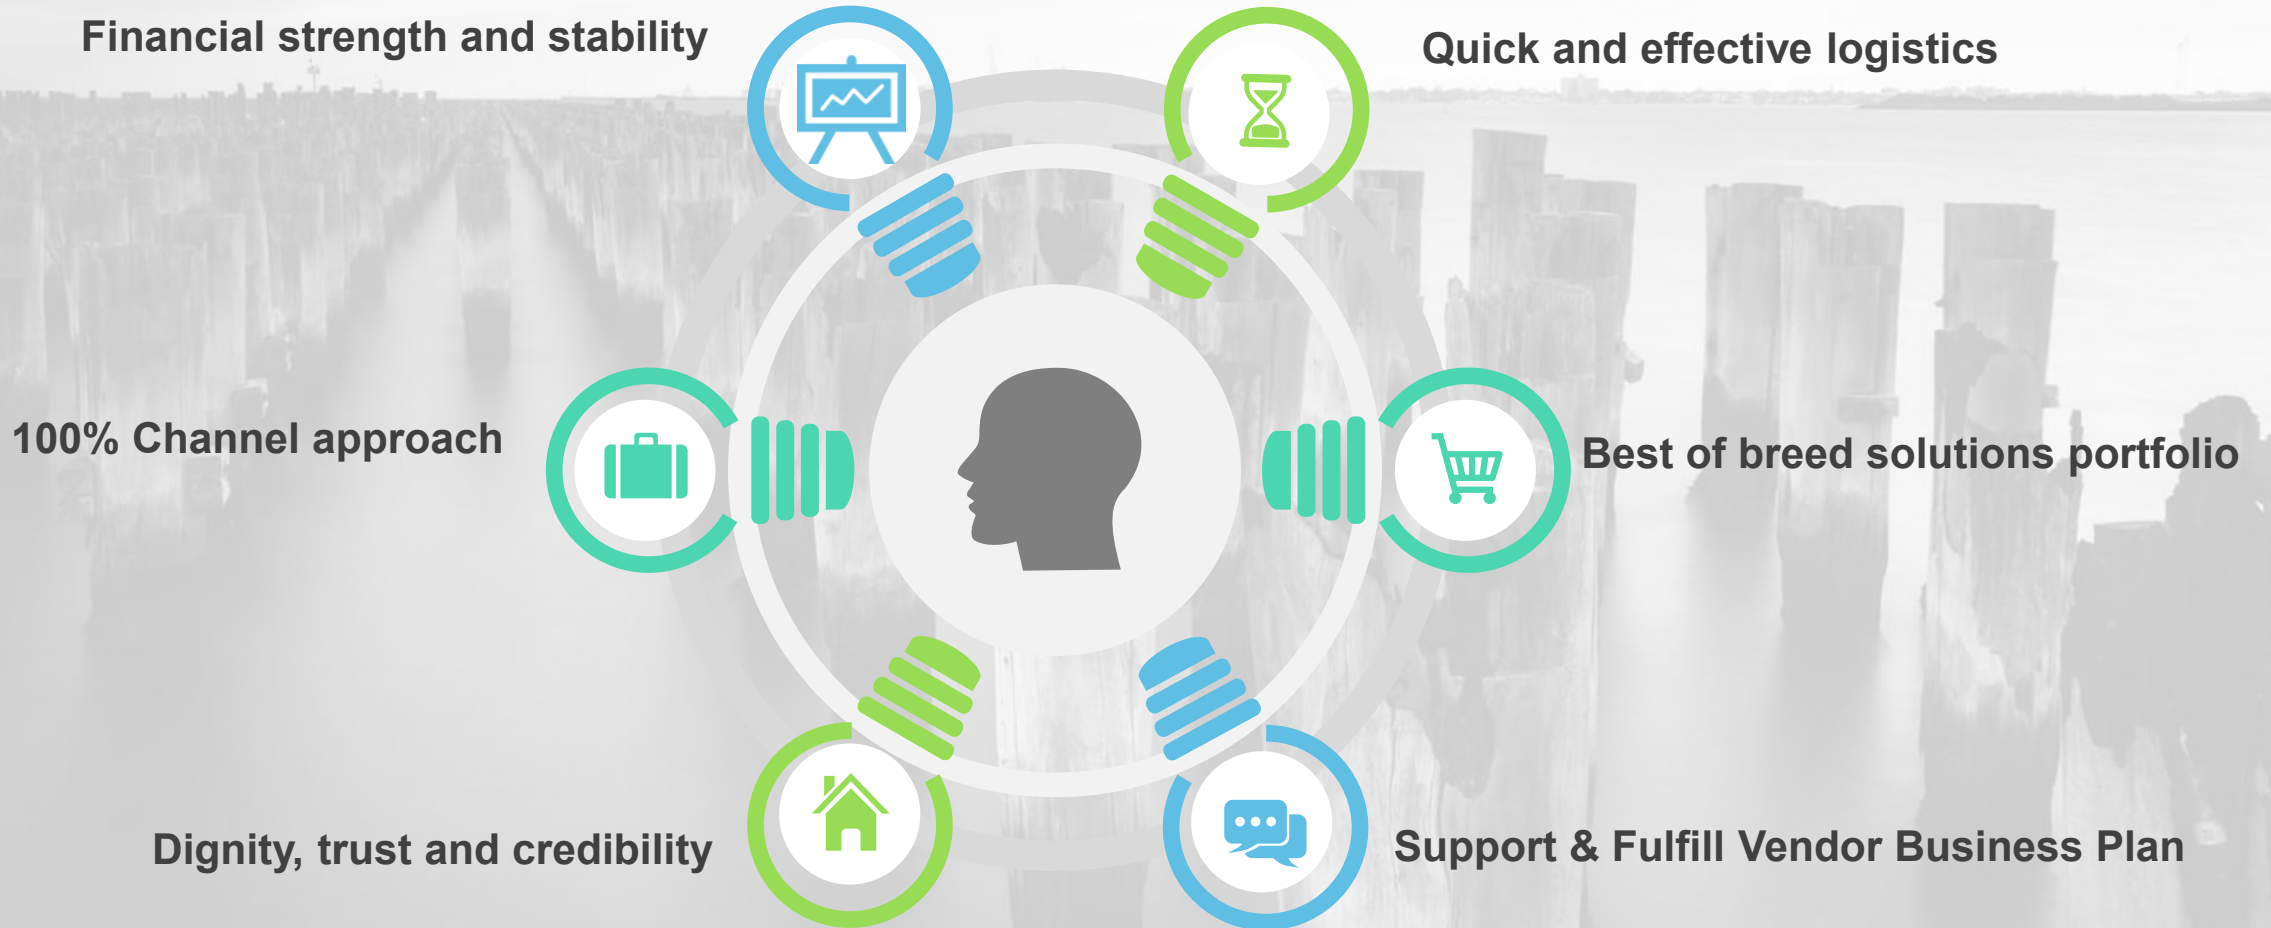 Financial strength and stability
Quick and effective logistics
100% Channel approach
Best of breed solutions portfolio
Dignity, trust and credibility
Support & Fulfill Vendor Business Plan